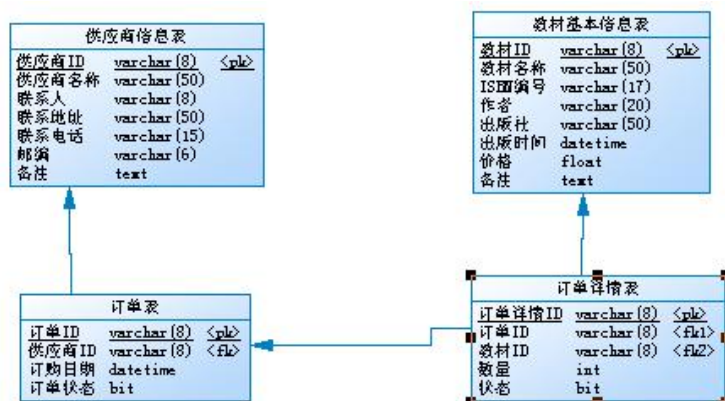 供应商信息表
供应商ID varchar(8) <pk>
供应商名称 varchar(50)
联系人 varchar(8)
联系地址 varchar(50)
联系电话 varchar(15)
邮编 varchar(6)
备注 text
教材基本信息表
教材ID varchar(8) <pk>
教材名称 varchar(50)
ISBN编号 varchar(17)
作者 varchar(20)
出版社 varchar(50)
出版时间 datetime
价格 float
备注 text
订单表
订单ID varchar(8) <pk>
供应商ID varchar(8) <fk>
订购日期 datetime
订单状态 bit
订单详情表
订单详情ID varchar(8) <pk>
订单ID varchar(8) <fk1>
教材ID varchar(8) <fk2>
数量 int
状态 bit